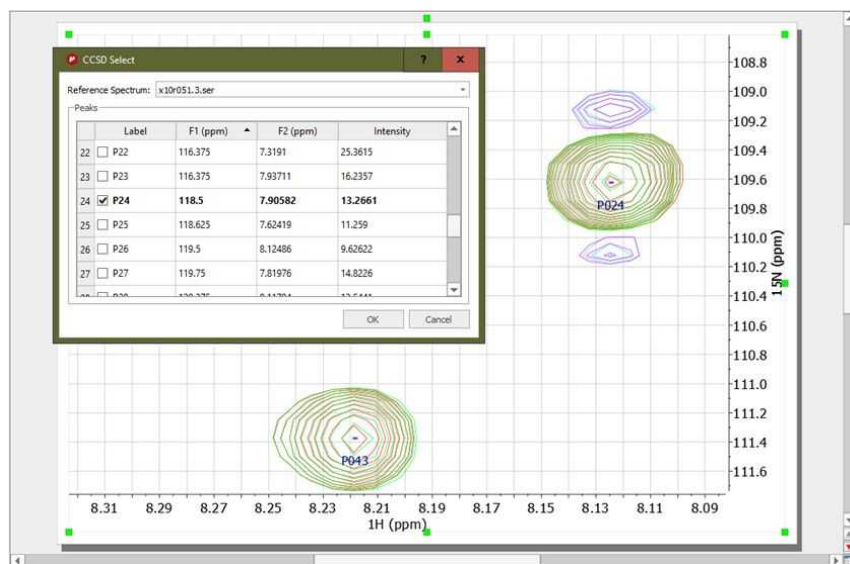 CCSD Select ? X
Reference Spectrum: x10r051.3.ser
Peaks
Label F1 (ppm) F2 (ppm) Intensity
22 P22 116.375 7.3191 25.3615
23 P23 116.375 7.93711 16.2357
24 P24 118.5 7.90582 13.2661
25 P25 118.625 7.62419 11.259
26 P26 119.5 8.12486 9.62622
27 P27 119.75 7.81976 14.8226
OK Cancel
P024
P043
108.8
109.0
109.2
109.4
109.6
109.8
110.0
110.2
110.4
110.6
110.8
111.0
111.2
111.4
111.6
15N (ppm)
8.31 8.29 8.27 8.25 8.23 8.21 8.19 8.17 8.15 8.13 8.11 8.09
1H (ppm)